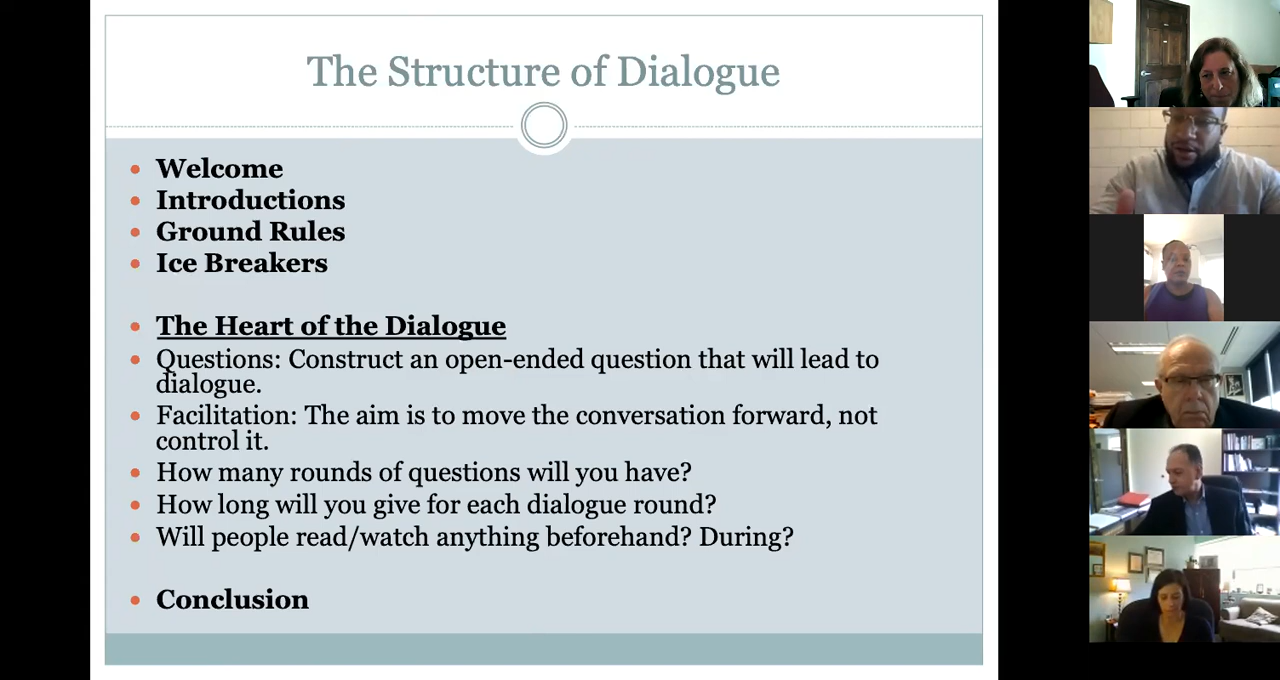 The Structure of Dialogue
• Welcome
• Introductions
• Ground Rules
• Ice Breakers
• The Heart of the Dialogue
• Questions: Construct an open-ended question that will lead to
dialogue.
• Facilitation: The aim is to move the conversation forward, not
control it.
• How many rounds of questions will you have?
• How long will you give for each dialogue round?
• Will people read/watch anything beforehand? During?
• Conclusion